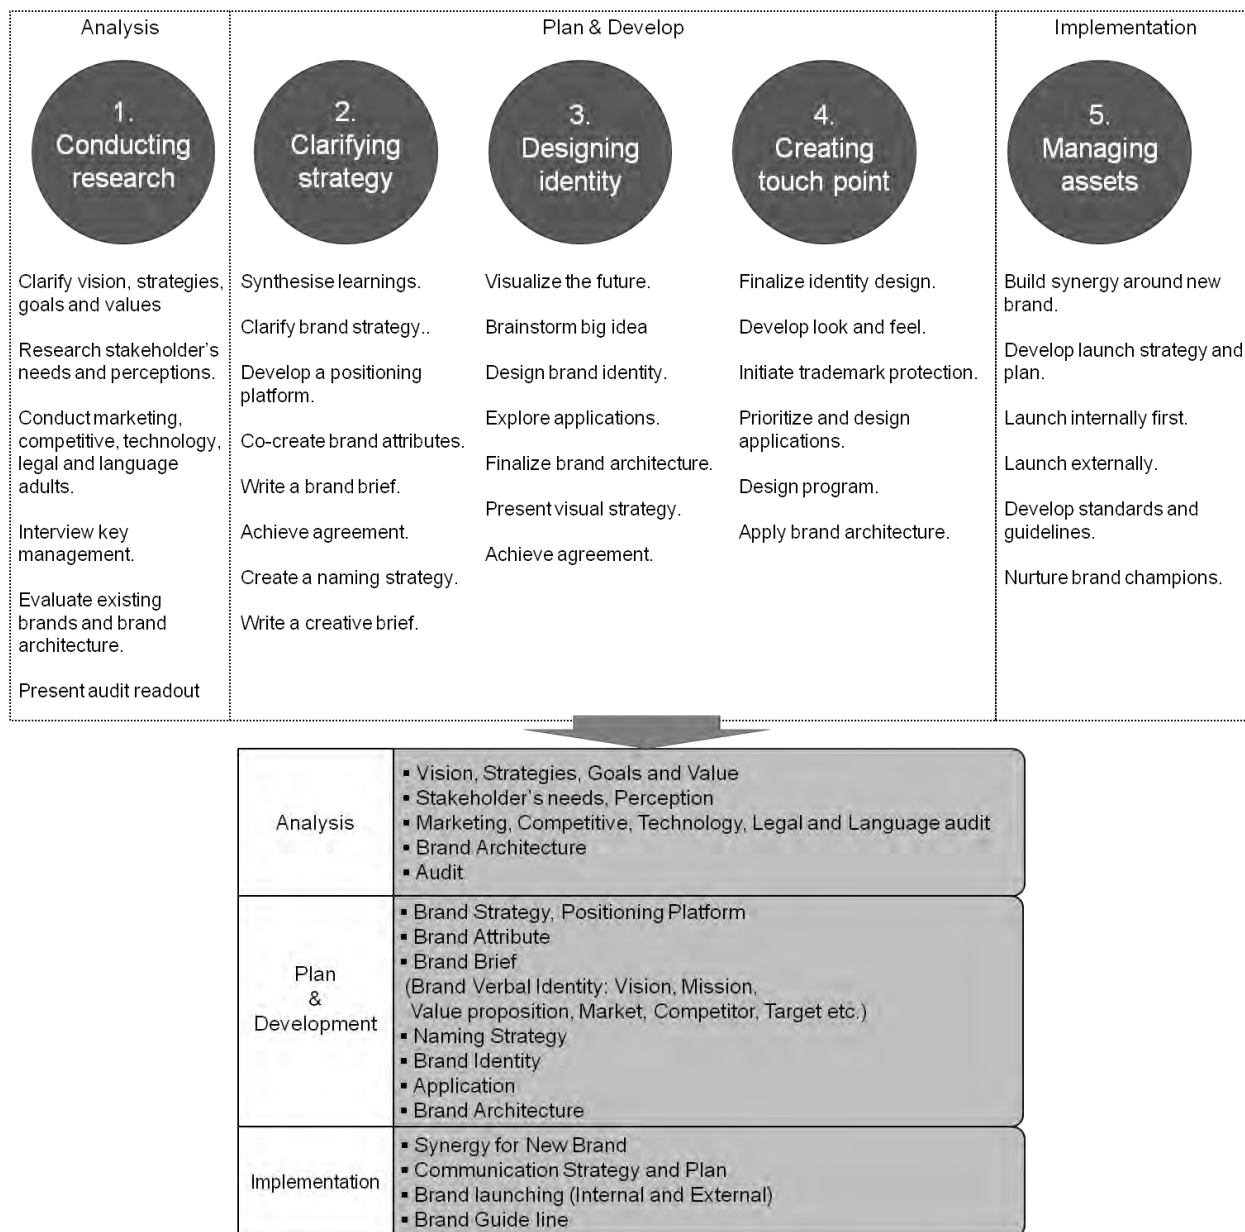 Analysis
Plan & Develop
Implementation
1.
Conducting
research
2.
Clarifying
strategy
3.
Designing
identity
4.
Creating
touch point
5.
Managing
assets
Clarify vision, strategies,
goals and values
Research stakeholder's
needs and perceptions.
Conduct marketing,
competitive, technology,
legal and language
adults.
Interview key
management.
Evaluate existing
brands and brand
architecture.
Present audit readout
Synthesise learnings.
Clarify brand strategy..
Develop a positioning
platform.
Co-create brand attributes.
Write a brand brief.
Achieve agreement.
Create a naming strategy.
Write a creative brief.
Visualize the future.
Brainstorm big idea
Design brand identity.
Explore applications.
Finalize brand architecture.
Present visual strategy.
Achieve agreement.
Finalize identity design.
Develop look and feel.
Initiate trademark protection.
Prioritize and design
applications.
Design program.
Apply brand architecture.
Build synergy around new
brand.
Develop launch strategy and
plan.
Launch internally first.
Launch externally.
Develop standards and
guidelines.
Nurture brand champions.
Analysis
▪ Vision, Strategies, Goals and Value
▪ Stakeholder's needs, Perception
▪ Marketing, Competitive, Technology, Legal and Language audit
▪ Brand Architecture
▪ Audit
Plan
&
Development
▪ Brand Strategy, Positioning Platform
▪ Brand Attribute
▪ Brand Brief
(Brand Verbal Identity: Vision, Mission,
Value proposition, Market, Competitor, Target etc.)
▪ Naming Strategy
▪ Brand Identity
▪ Application
▪ Brand Architecture
Implementation
▪ Synergy for New Brand
▪ Communication Strategy and Plan
▪ Brand launching (Internal and External)
▪ Brand Guide line